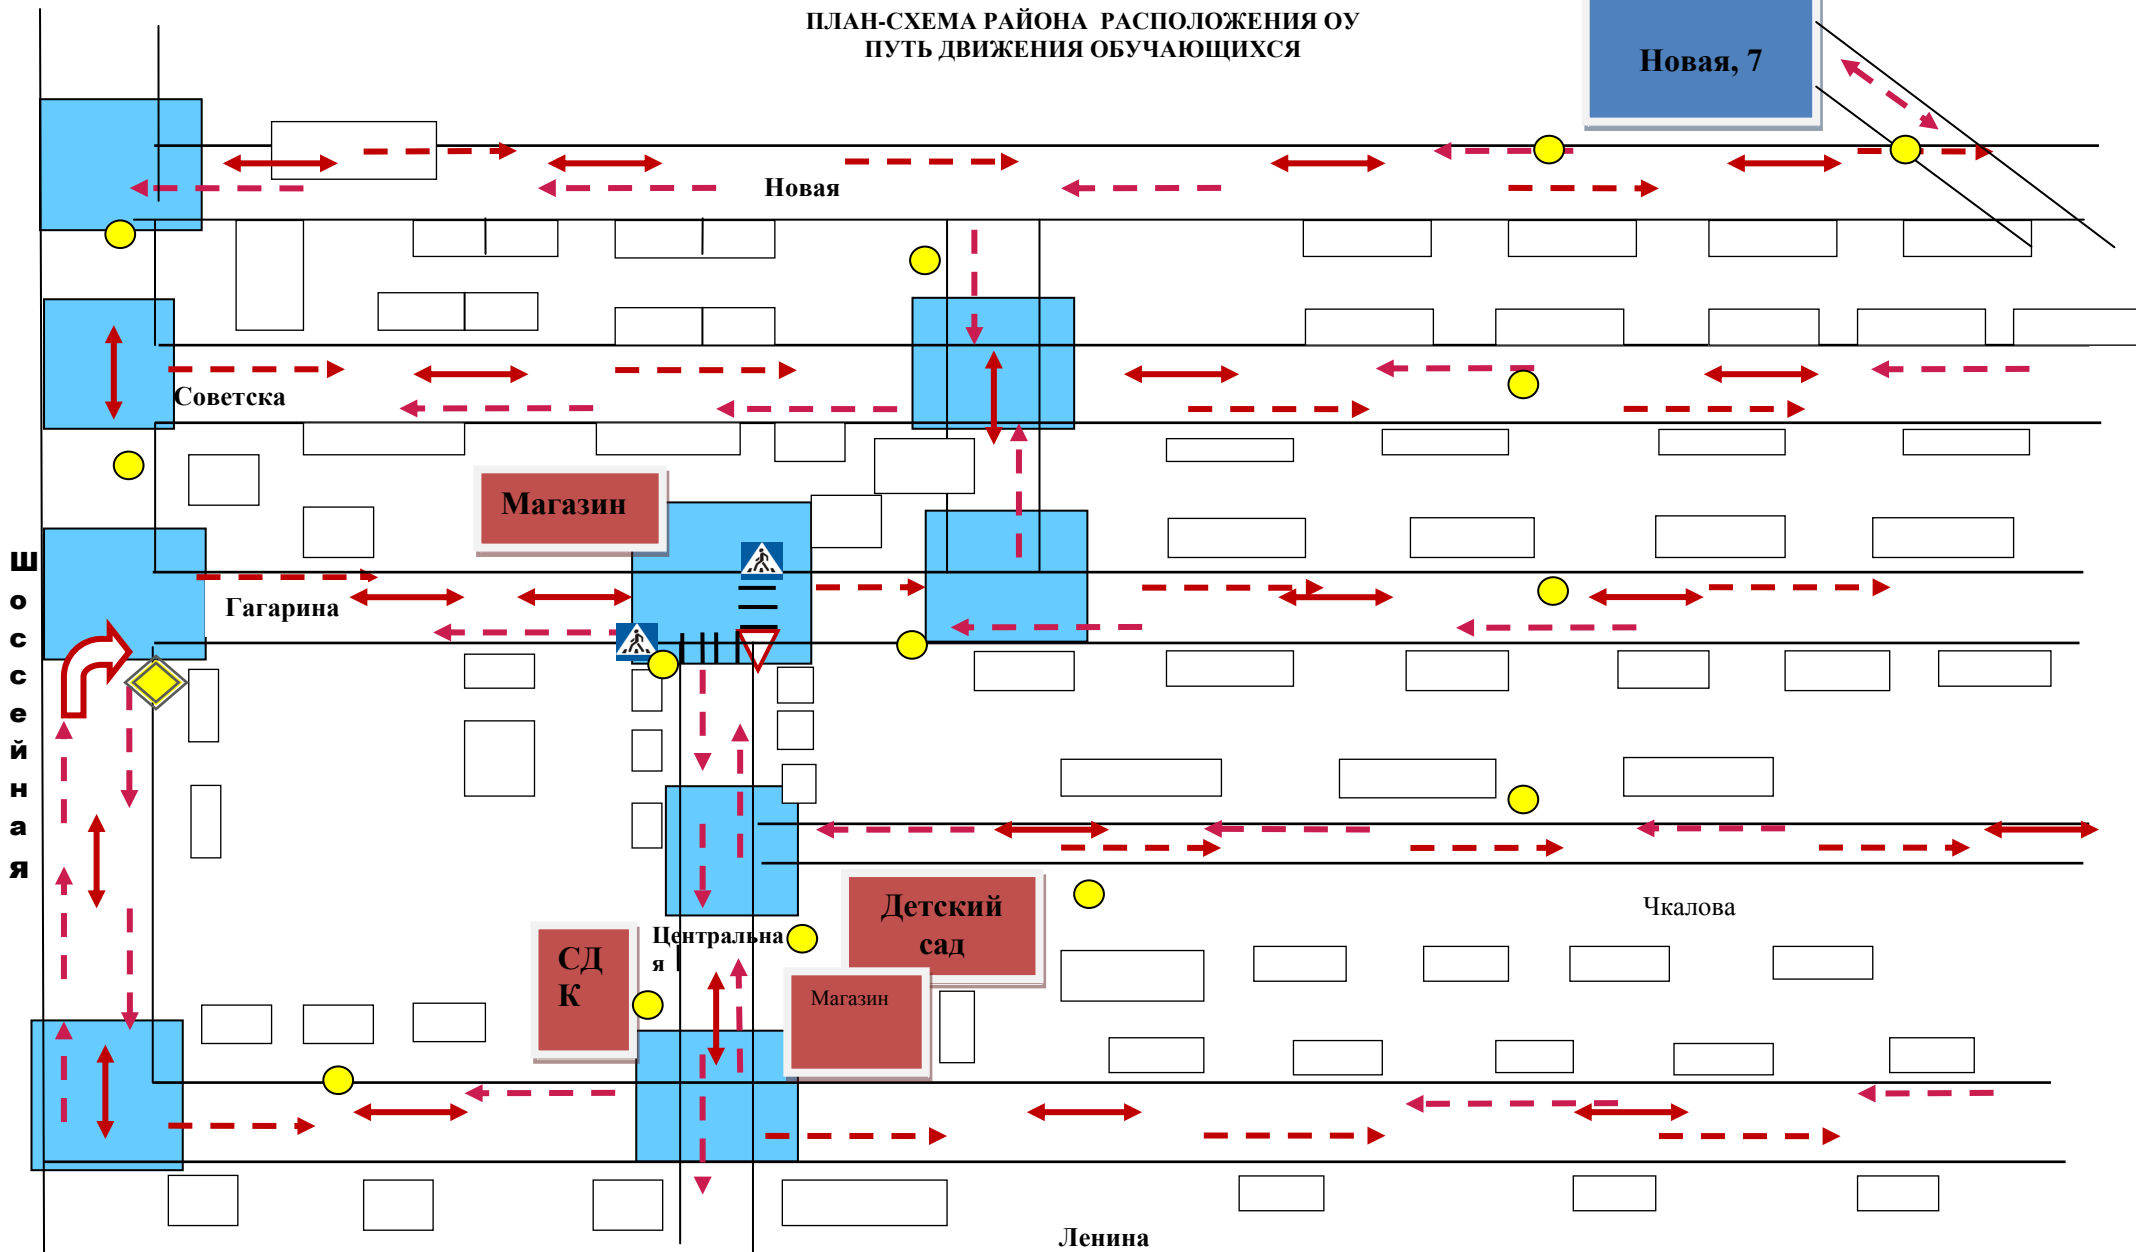 ПЛАН-СХЕМА РАЙОНА РАСПОЛОЖЕНИЯ ОУ
ПУТЬ ДВИЖЕНИЯ ОБУЧАЮЩИХСЯ
Новая, 7
Новая
Советска
Магазин
Гагарина
Шоссейная
Детский
сад
Чкалова
Центральна
я
СД
К
Магазин
Ленина